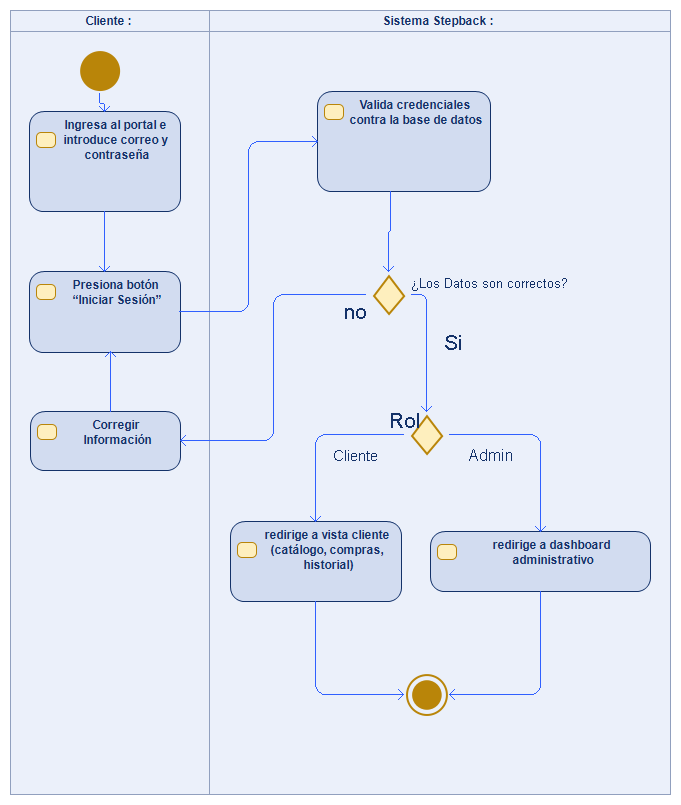 Cliente :
Sistema Stepback :
Ingresa al portal e
introduce correo y
contraseña
Valida credenciales
contra la base de datos
Presiona botón
“Iniciar Sesión”
¿Los Datos son correctos?
no
Si
Corregir
Información
Rol
Cliente
Admin
redirige a vista cliente
(catálogo, compras,
historial)
redirige a dashboard
administrativo